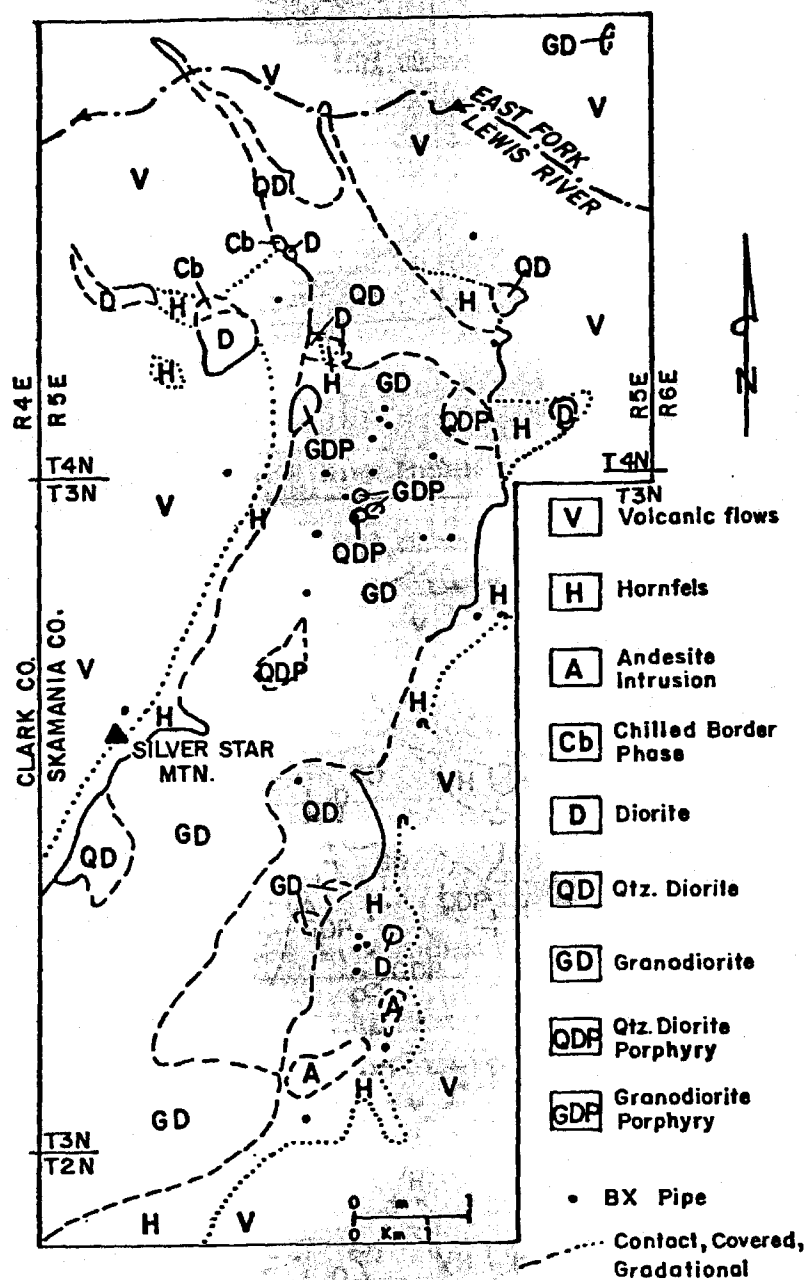 GD
V
V
EAST FORK
LEWIS RIVER
V
V
QD
Cb
D
Cb
QD
QD
H
H
D
D
D
V
H
H
GD
R4E
R5E
R5E
R6E
QDP
H
D
GDP
T4N
T3N
T4N
T3N
GDP
V
H
QDP
GD
H
CLARK CO.
SKAMANIA CO.
V
QDP
H
H
SILVER STAR
MTN.
V
QD
GD
QD
GD
H
D
A
A
H
V
GD
T3N
T2N
H
V
0 m 1
0 Km 1
N
V Volcanic flows
H Hornfels
A Andesite
Intrusion
Cb Chilled Border
Phase
D Diorite
QD Qtz. Diorite
GD Granodiorite
QDP Qtz. Diorite
Porphyry
GDP Granodiorite
Porphyry
BX Pipe
Contact, Covered,
Gradational